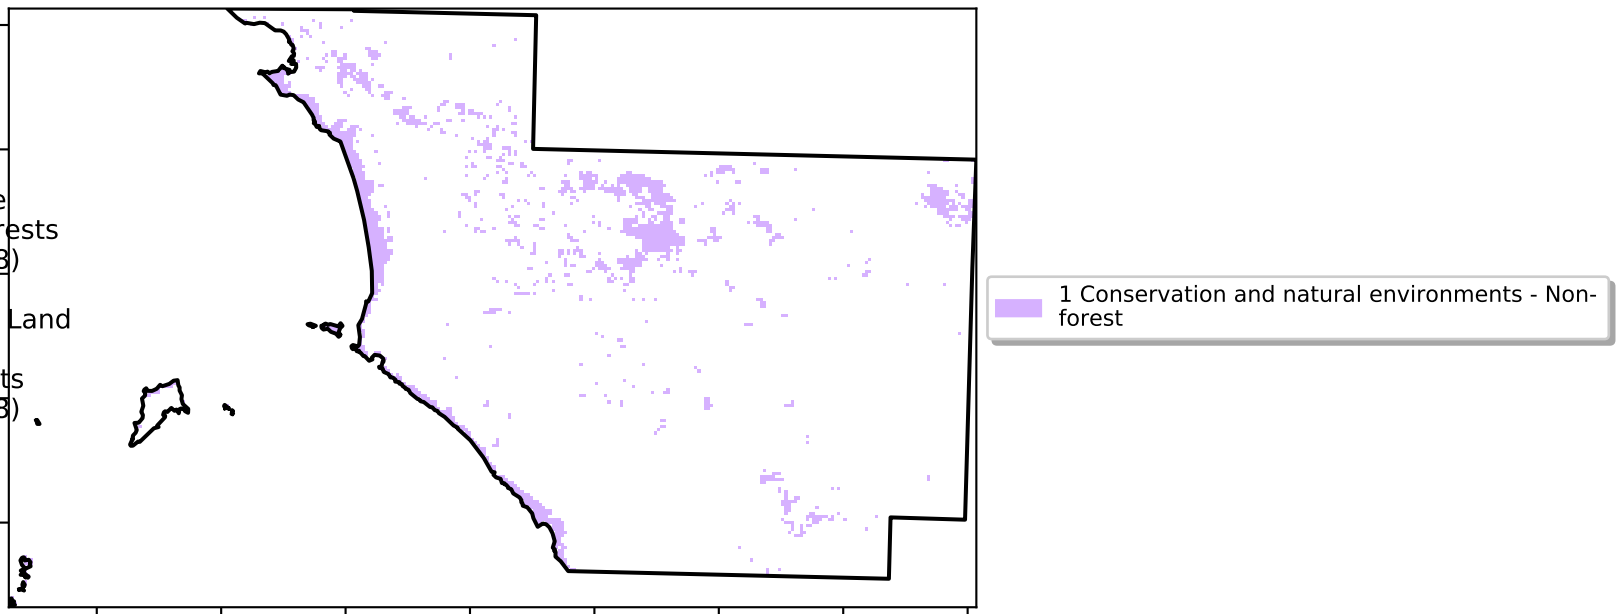 e
rests
3)
Land
ts
3)
1 Conservation and natural environments - Non-
forest